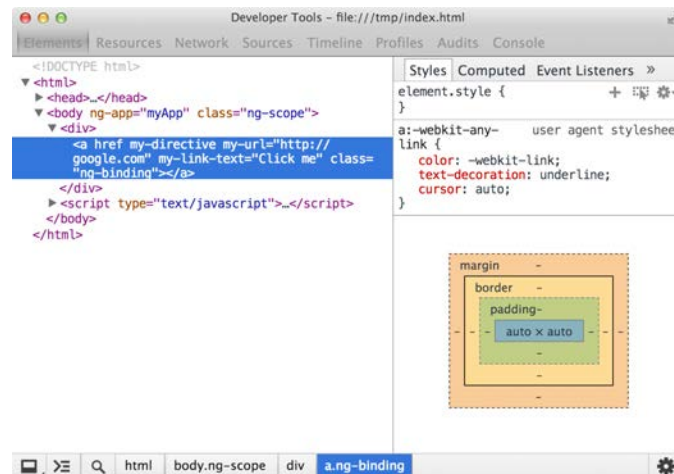 Developer Tools - file:///tmp/index.html
Elements Resources Network Sources Timeline Profiles Audits Console
<!DOCTYPE html>
▼<html>
▶<head>…</head>
▼<body ng-app="myApp" class="ng-scope">
▼<div>
<a href my-directive my-url="http://
google.com" my-link-text="Click me" class=
"ng-binding"></a>
</div>
▶<script type="text/javascript">…</script>
</body>
</html>
Styles Computed Event Listeners »
element.style {
}
a:-webkit-any- user agent styleshee
link {
color: -webkit-link;
text-decoration: underline;
cursor: auto;
}
margin -
border -
padding-
- - - auto × auto - - -
-
-
-
html body.ng-scope div a.ng-binding